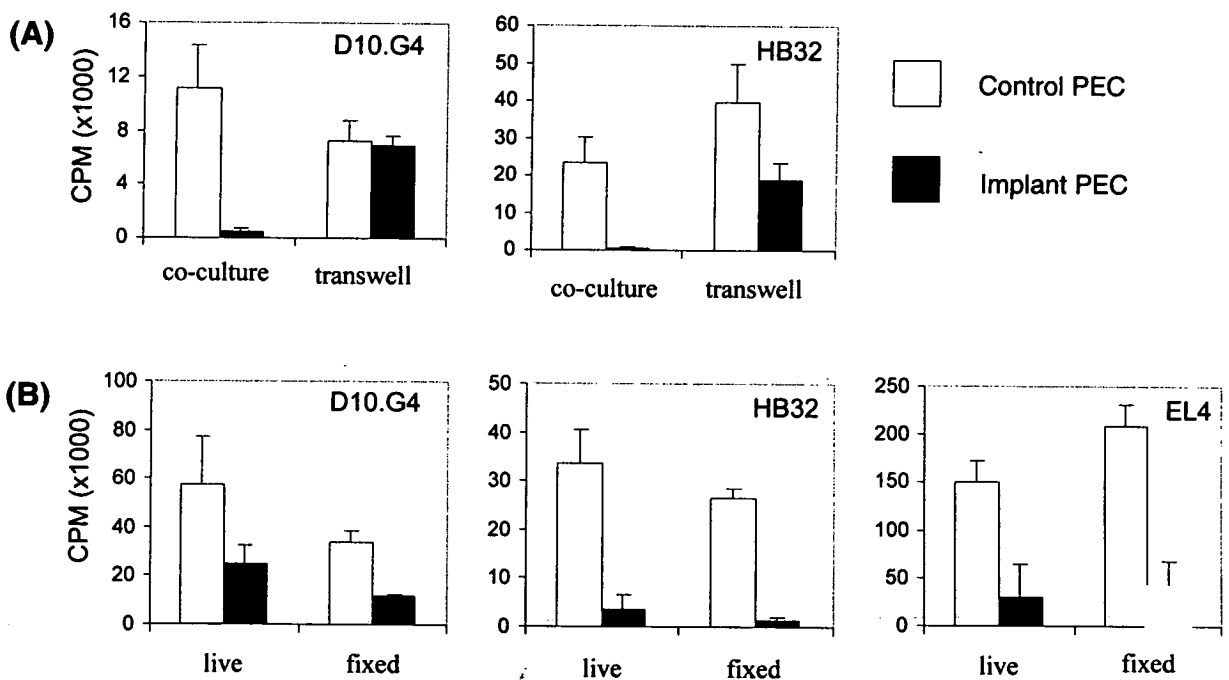 (A)
CPM (x1000)
16
12
8
4
0
D10.G4
co-culture transwell
60
50
40
30
20
10
0
HB32
co-culture transwell
Control PEC
Implant PEC
(B)
CPM (x1000)
100
80
60
40
20
0
D10.G4
live fixed
50
40
30
20
10
0
HB32
live fixed
250
200
150
100
50
0
EL4
live fixed